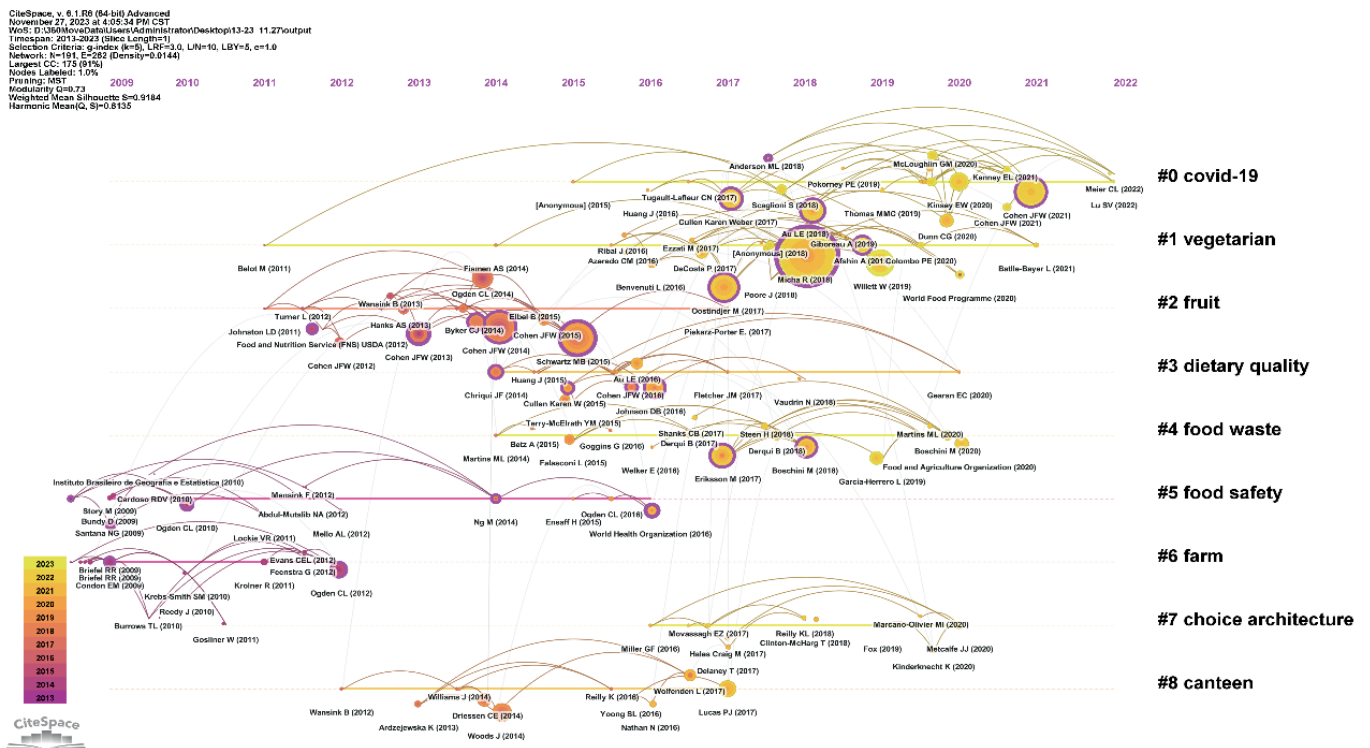 CiteSpace, v. 6.1.R6 (64-bit) Advanced
November 27, 2023 at 4:05:34 PM CST
WoS: D:\360MoveData\Users\Administrator\Desktop\13-23 11.27\output
Timespan: 2013-2023 (Slice Length=1)
Selection Criteria: g-index (k=5), LRF=3.0, L/N=10, LBY=5, e=1.0
Network: N=191, E=262 (Density=0.0144)
Largest CC: 175 (91%)
Nodes Labeled: 1.0%
Pruning: MST
Modularity Q=0.73
Weighted Mean Silhouette S=0.9184
Harmonic Mean(Q, S)=0.8135
2009 2010 2011 2012 2013 2014 2015 2016 2017 2018 2019 2020 2021 2022
Anderson ML (2018)
McLoughlin GM (2020)
Kenney EL (2021)
#0 covid-19
Pokorney PE (2019)
Maier CL (2022)
Tugault-Lafleur CN (2017)
Scaglioni S (2018)
Kinsey EW (2020)
Lu SV (2022)
[Anonymous] (2015)
Huang J (2016)
Thomas MMC (2019)
Cohen JFW (2021)
Cullen Karen Weber (2017)
Cohen JFW (2021)
Au LE (2018)
Dunn CG (2020)
#1 vegetarian
Ribal J (2016)
Ezzati M (2017)
Giboreau A (2019)
[Anonymous] (2018)
Azeredo CM (2016)
Afshin A (201
Colombo PE (2020)
Belot M (2011)
Fismen AS (2014)
DaCosta P (2017)
Batlle-Bayer L (2021)
Micha R (2018)
Benvenuti L (2016)
Willett W (2019)
Ogden CL (2014)
Poore J (2018)
World Food Programme (2020)
Wansink B (2013)
#2 fruit
Oostindjer M (2017)
Turner L (2012)
Elbel B (2015)
Hanks AS (2013)
Byker CJ (2014)
Johnston LD (2011)
Cohen JFW (2015)
Piekarz-Porter E. (2017)
Food and Nutrition Service (FNS) USDA (2012)
Cohen JFW (2014)
Cohen JFW (2013)
Schwartz MB (2015)
Cohen JFW (2012)
#3 dietary quality
Huang J (2015)
Au LE (2016)
Chriqui JF (2014)
Cohen JFW (2016)
Fletcher JM (2017)
Gearan EC (2020)
Cullen Karen W (2015)
Vaudrin N (2018)
Johnson DB (2016)
Terry-McElrath YM (2015)
#4 food waste
Shanks CB (2017)
Steen H (2018)
Martins ML (2020)
Betz A (2015)
Goggins G (2016)
Derqui B (2017)
Derqui B (2018)
Boschini M (2020)
Martins ML (2014)
Falasconi L (2015)
Welker E (2016)
Boschini M (2018)
Food and Agriculture Organization (2020)
Eriksson M (2017)
Garcia-Herrero L (2019)
Instituto Brasileiro de Geografia e Estatistica (2010)
Mensink F (2012)
#5 food safety
Cardoso RDV (2010)
Story M (2009)
Abdul-Mutalib NA (2012)
Ogden CL (2016)
Bundy D (2009)
Ng M (2014)
Ensaff H (2015)
Ogden CL (2010)
Santana NG (2009)
Mello AL (2012)
World Health Organization (2016)
Lockie VR (2011)
Evans CEL (2012)
#6 farm
Briefel RR (2009)
Feenstra G (2012)
Briefel RR (2009)
Condon EM (2009)
Krolner R (2011)
Ogden CL (2012)
Krebs-Smith SM (2010)
Reedy J (2010)
Burrows TL (2010)
Gosliner W (2011)
#7 choice architecture
Marcano-Olivier MI (2020)
Movassagh EZ (2017)
Reilly KL (2018)
Clinton-McHarg T (2018)
Miller GF (2016)
Hales Craig M (2017)
Fox (2019)
Metcalfe JJ (2020)
Kinderknecht K (2020)
Delaney T (2017)
#8 canteen
Williams J (2014)
Reilly K (2016)
Wolfenden L (2017)
Wansink B (2012)
Driessen CE (2014)
Yoong SL (2016)
Lucas PJ (2017)
Ardzejewska K (2013)
Woods J (2014)
Nathan N (2016)
2023
2022
2021
2020
2019
2018
2017
2016
2015
2014
2013
CiteSpace